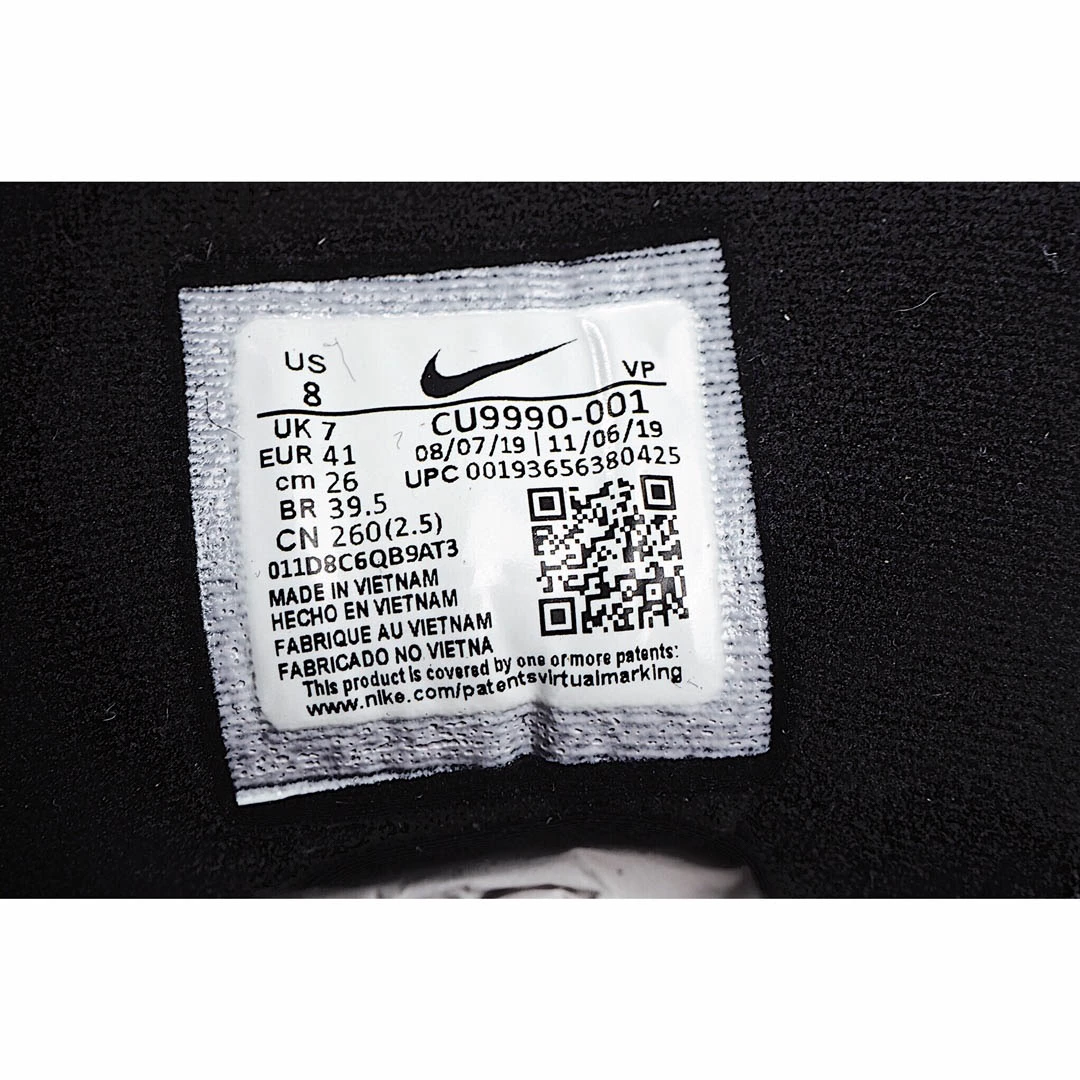 US
8
VP
UK 7
CU9990-001
EUR 41
08/07/19 | 11/06/19
cm 26
UPC 00193656380425
BR 39.5
CN 260(2.5)
011D8C6QB9AT3
MADE IN VIETNAM
HECHO EN VIETNAM
FABRIQUE AU VIETNAM
FABRICADO NO VIETNA
This product is covered by one or more patents:
www.nike.com/patentsvirtualmarking